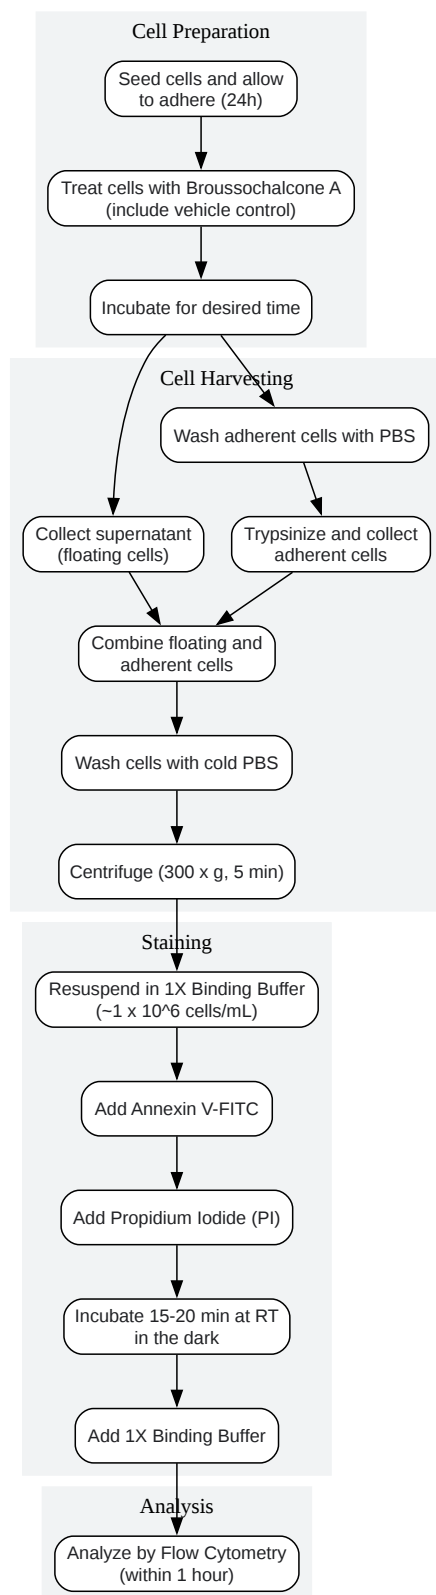 Cell Preparation
Seed cells and allow
to adhere (24h)
Treat cells with Broussochalcone A
(include vehicle control)
Incubate for desired time
Cell Harvesting
Wash adherent cells with PBS
Collect supernatant
(floating cells)
Trypsinize and collect
adherent cells
Combine floating and
adherent cells
Wash cells with cold PBS
Centrifuge (300 x g, 5 min)
Staining
Resuspend in 1X Binding Buffer
(~1 x 10^6 cells/mL)
Add Annexin V-FITC
Add Propidium Iodide (PI)
Incubate 15-20 min at RT
in the dark
Add 1X Binding Buffer
Analysis
Analyze by Flow Cytometry
(within 1 hour)